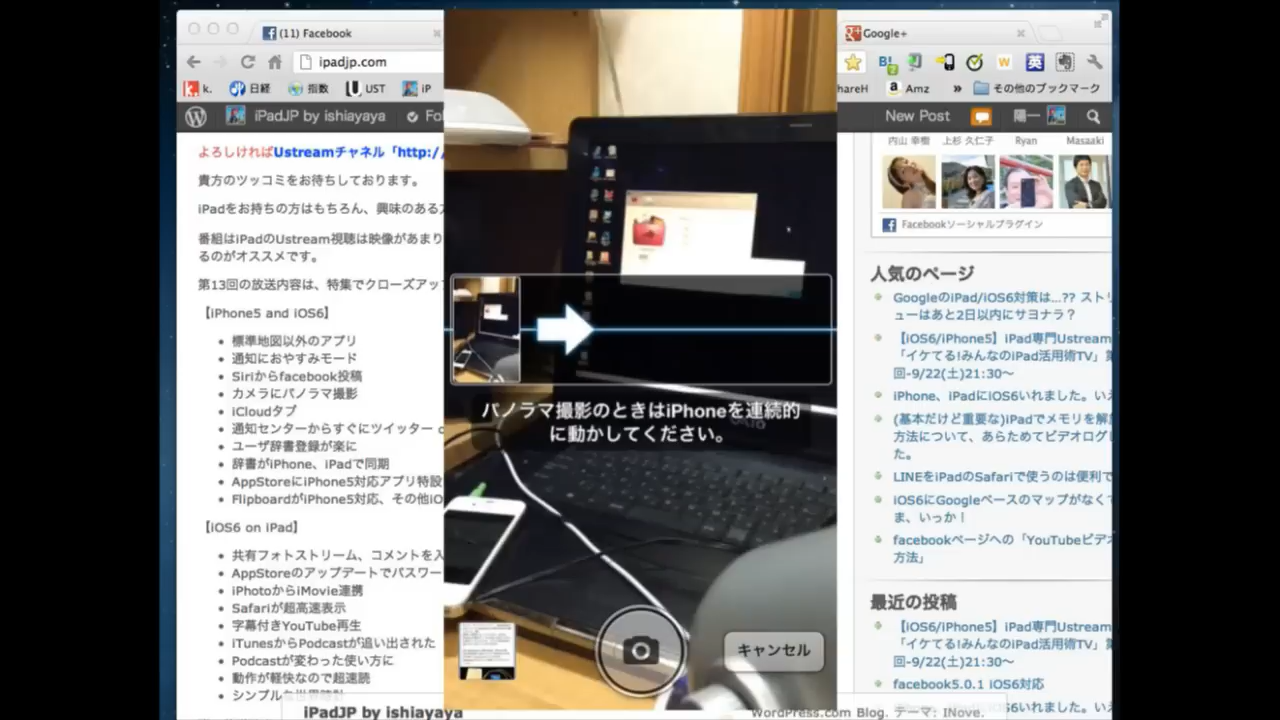 (11) Facebook
Google+
ipadjp.com
k.
日経
指数
UST
iP
hareH
Amz
»
その他のブックマーク
iPadJP by ishiayaya
Fo
New Post
陽一
よろしければUstreamチャネル「http:/
貴方のツッコミをお待ちしております。
iPadをお持ちの方はもちろん、興味のある
番組はiPadのUstream視聴は映像があまり
るのがオススメです。
第13回の放送内容は、特集でクローズアッ
【iPhone5 and iOS6】
標準地図以外のアプリ
通知におやすみモード
Siriからfacebook投稿
カメラにパノラマ撮影
iCloudタブ
通知センターからすぐにツイッター
ユーザ辞書登録が楽に
辞書がiPhone、iPadで同期
AppStoreにiPhone5対応アプリ特設
FlipboardがiPhone5対応、その他iO
【iOS6 on iPad】
共有フォトストリーム、コメントを入
AppStoreのアップデートでパスワー
iPhotoからiMovie連携
Safariが超高速表示
字幕付きYouTube再生
iTunesからPodcastが追い出された
Podcastが変わった使い方に
動作が軽快なので超速読
シンプルな世界時計
iPadJP by ishiayaya
パノラマ撮影のときはiPhoneを連続的
に動かしてください。
キャンセル
内山 幸樹
上杉 久仁子
Ryan
Masaaki
Facebookソーシャルプラグイン
人気のページ
GoogleのiPad/iOS6対策は...?? ストリ
ューはあと2日以内にサヨナラ？
【iOS6/iPhone5】iPad専門Ustream
「イケてる!みんなのiPad活用術TV」第
回-9/22(土)21:30〜
iPhone、iPadにiOS6いれました。いえ
(基本だけど重要な)iPadでメモリを解
方法について、あらためてビデオログし
た。
LINEをiPadのSafariで使うのは便利で
iOS6にGoogleベースのマップがなくて
ま、いっか！
facebookページへの「YouTubeビデオ
方法」
最近の投稿
【iOS6/iPhone5】iPad専門Ustream
「イケてる!みんなのiPad活用術TV」第
回-9/22(土)21:30〜
facebook5.0.1 iOS6対応
WordPress.com Blog. テーマ: INove.